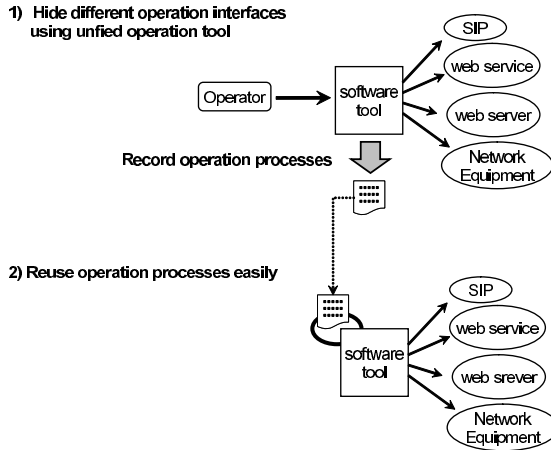 1) Hide different operation interfaces
using unfied operation tool
SIP
web service
Operator
software
tool
web server
Network
Equipment
Record operation processes
2) Reuse operation processes easily
SIP
web service
software
tool
web srever
Network
Equipment